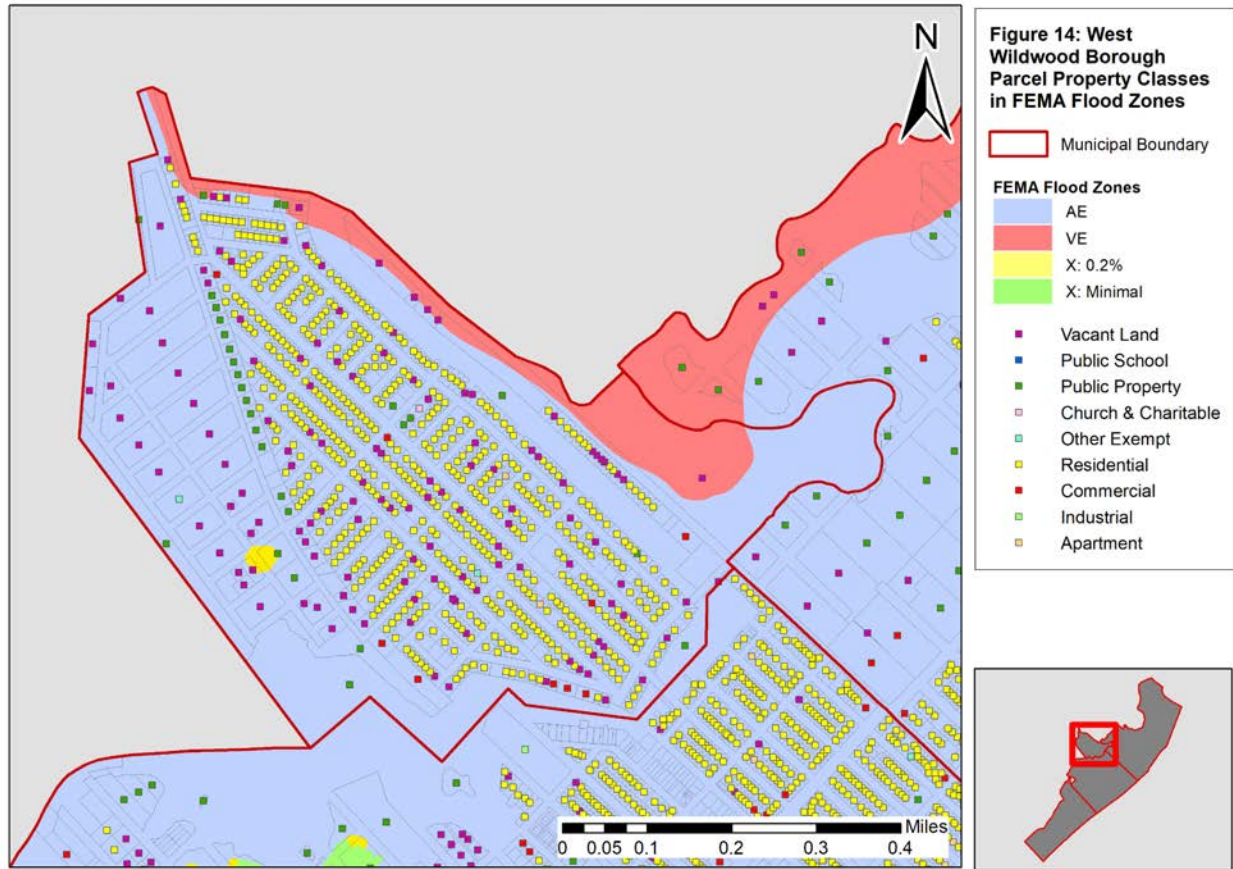 N
Figure 14: West
Wildwood Borough
Parcel Property Classes
in FEMA Flood Zones
Municipal Boundary
FEMA Flood Zones
AE
VE
X: 0.2%
X: Minimal
Vacant Land
Public School
Public Property
Church & Charitable
Other Exempt
Residential
Commercial
Industrial
Apartment
Miles
0 0.05 0.1 0.2 0.3 0.4